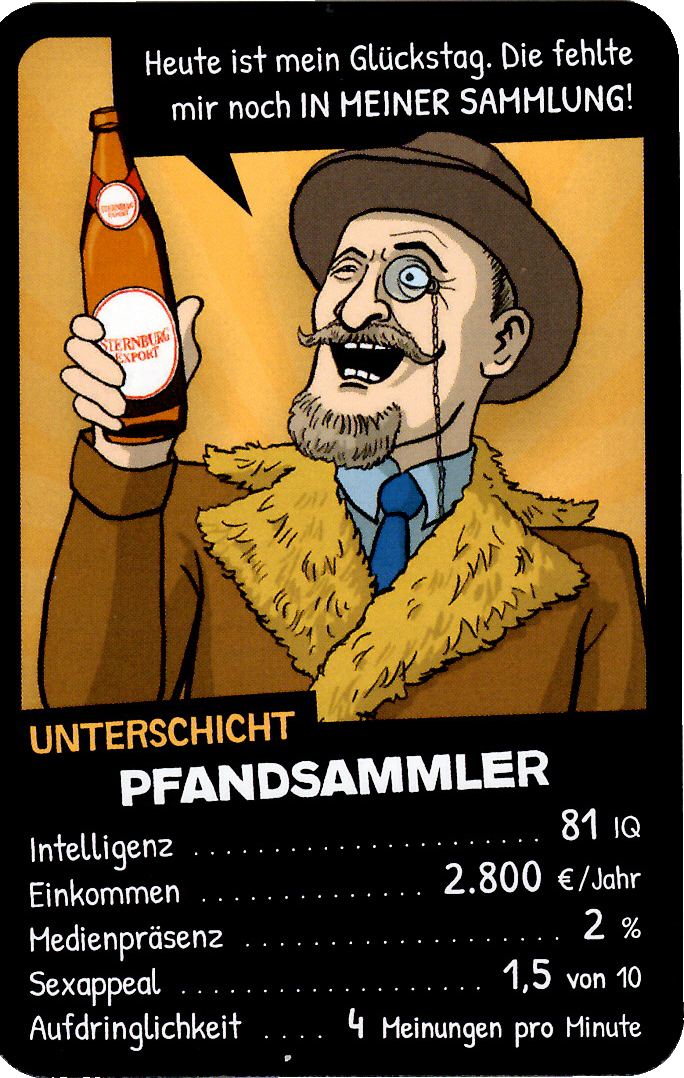 Heute ist mein Glückstag. Die fehlte
mir noch IN MEINER SAMMLUNG!
STERNBURG
EXPORT
STERNBURG
EXPORT
UNTERSCHICHT
PFANDSAMMLER
Intelligenz ........................ 81 IQ
Einkommen ............... 2.800 €/Jahr
Medienpräsenz ...................... 2 %
Sexappeal .................... 1,5 von 10
Aufdringlichkeit .... 4 Meinungen pro Minute